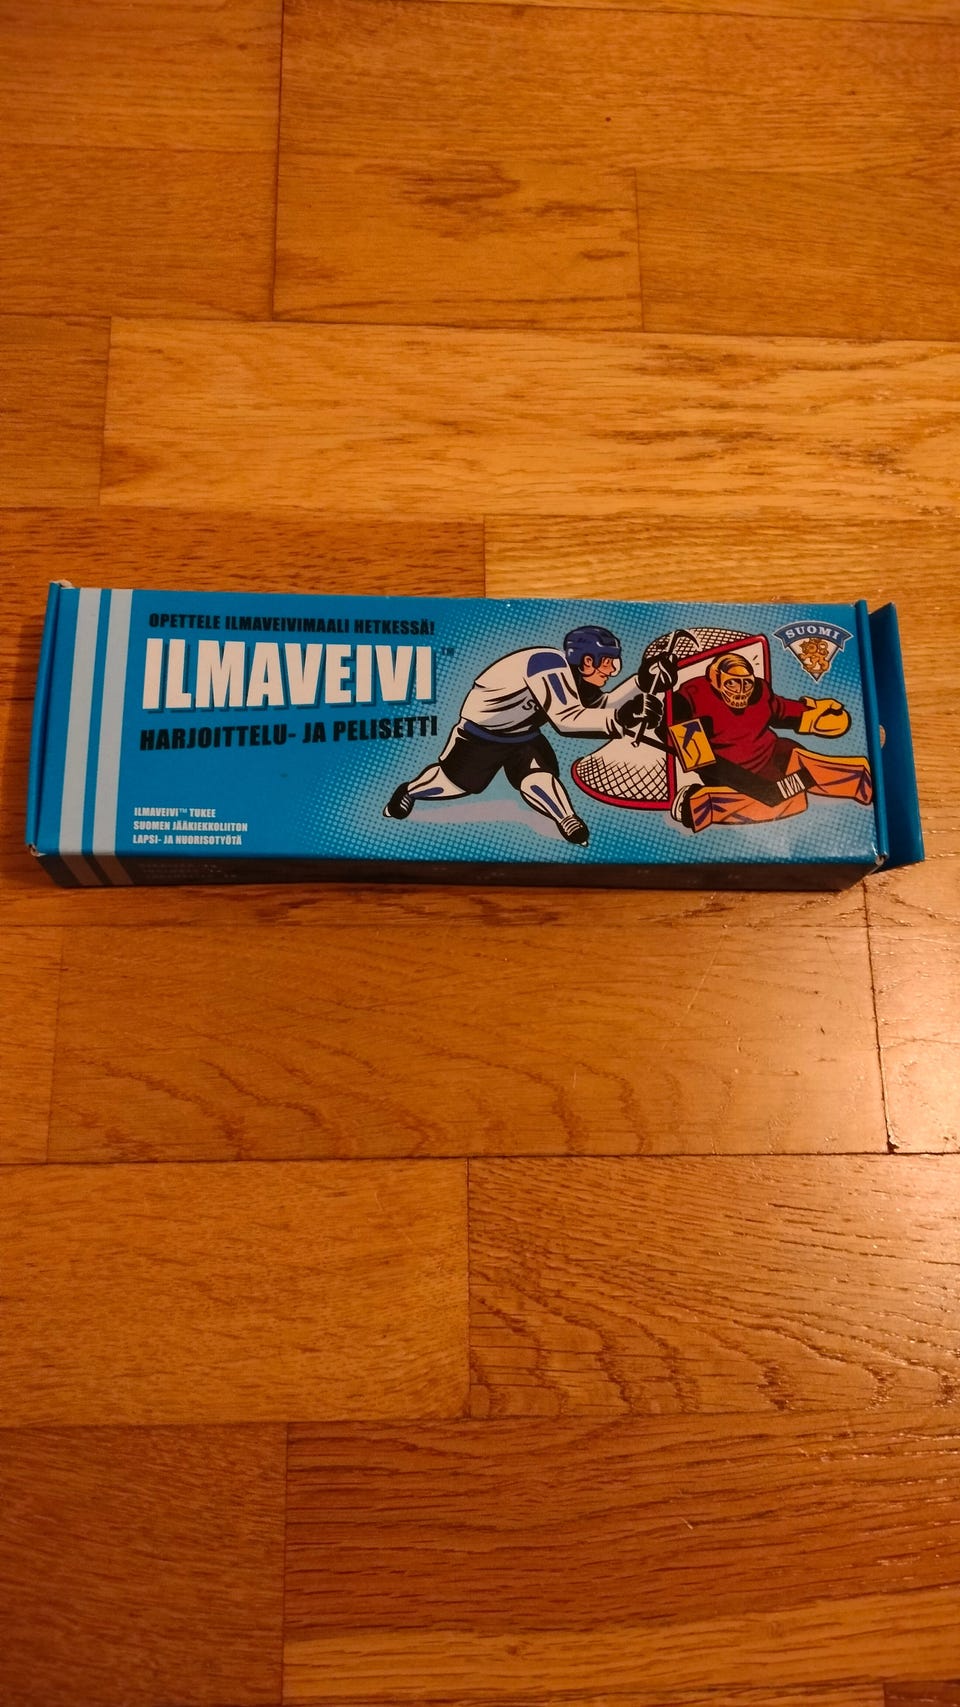 OPETTELE ILMAVEIVIMAALI HETKESSÄ!
ILMAVEIVI™
HARJOITTELU- JA PELISETTI
ILMAVEIVI™ TUKEE
SUOMEN JÄÄKIEKKOLIITON
LAPSI- JA NUORISOTYÖTÄ
SUOMI